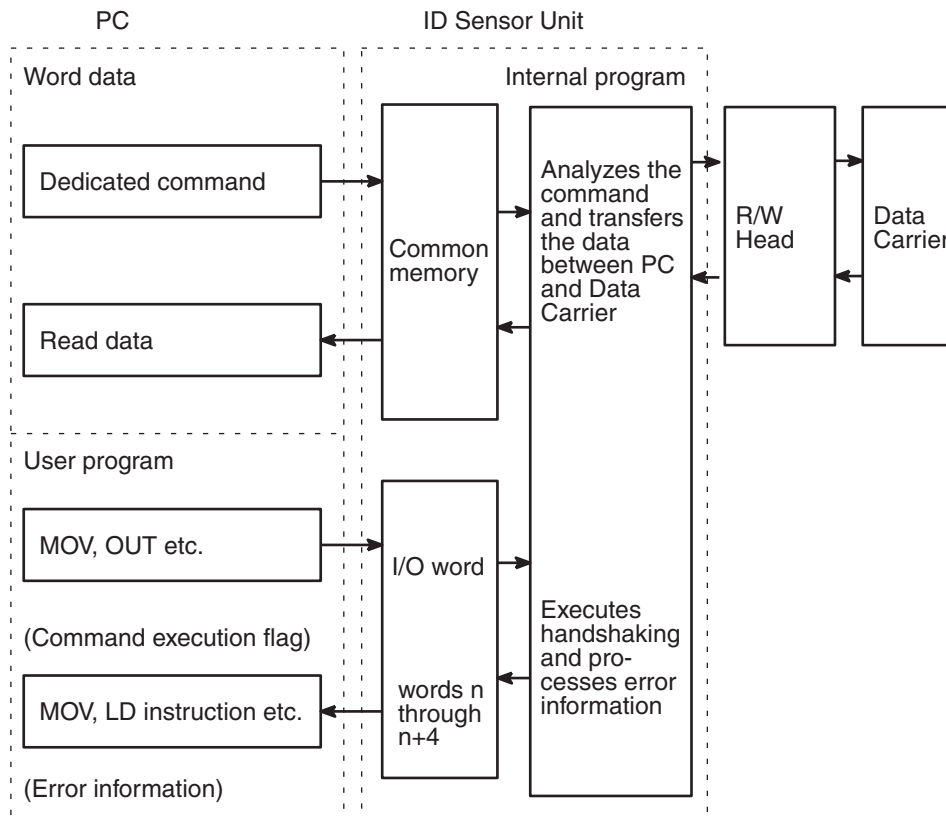 PC
ID Sensor Unit
Word data
Internal program
Dedicated command
Read data
Common
memory
Analyzes the
command
and transfers
the data
between PC
and Data
Carrier
R/W
Head
Data
Carrier
User program
MOV, OUT etc.
(Command execution flag)
MOV, LD instruction etc.
(Error information)
I/O word
words n
through
n+4
Executes
handshaking
and pro-
cesses error
information